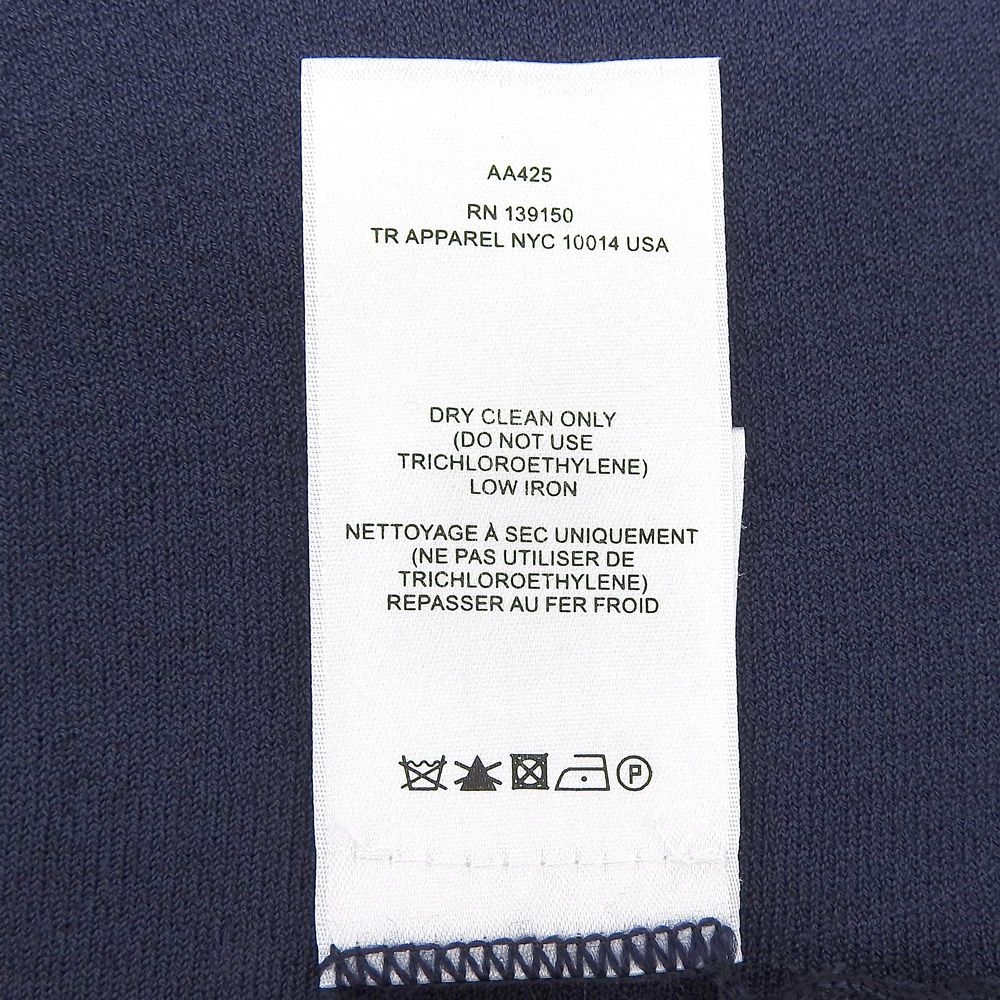 AA425
RN 139150
TR APPAREL NYC 10014 USA
DRY CLEAN ONLY
(DO NOT USE
TRICHLOROETHYLENE)
LOW IRON
NETTOYAGE À SEC UNIQUEMENT
(NE PAS UTILISER DE
TRICHLOROETHYLENE)
REPASSER AU FER FROID
P